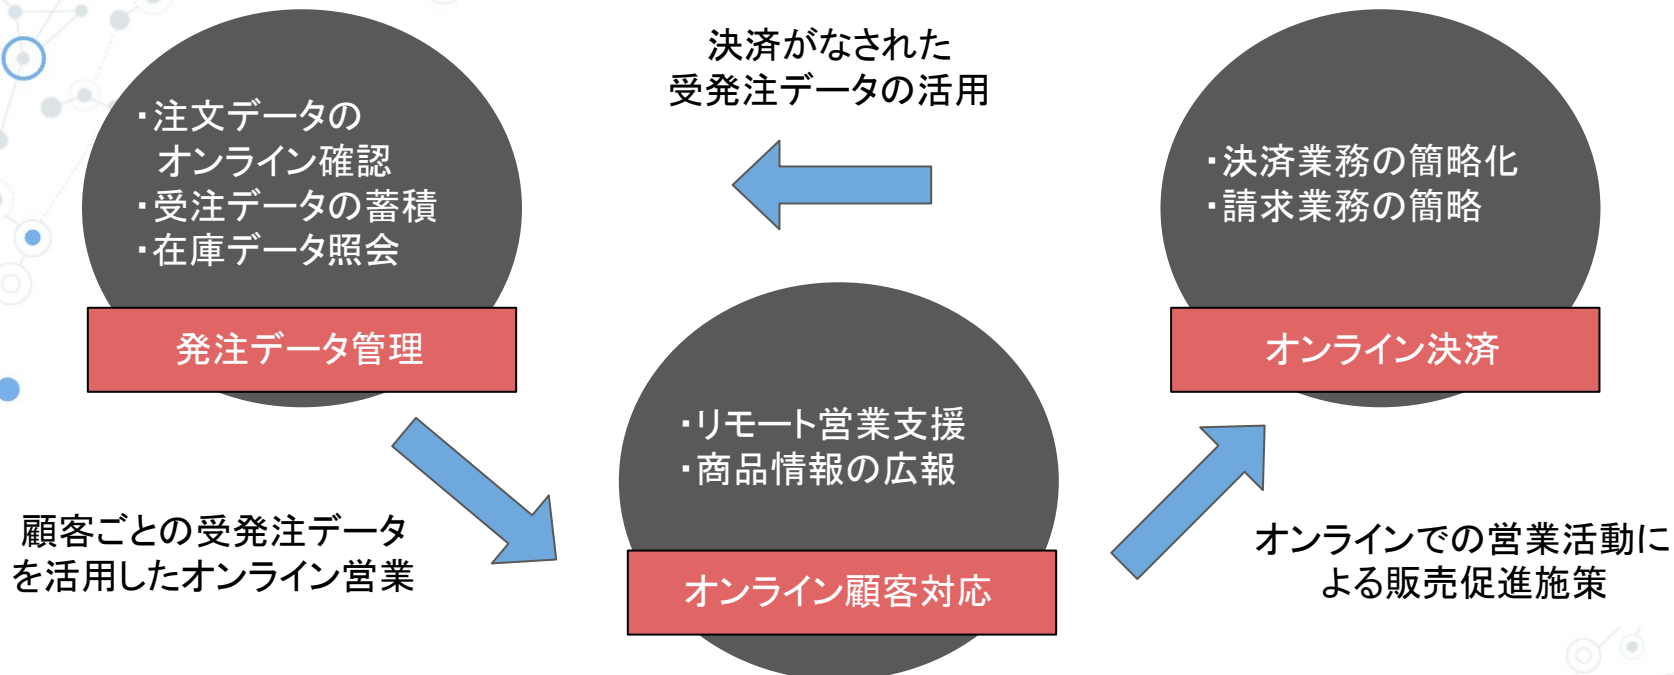 決済がなされた
受発注データの活用
・注文データの
オンライン確認
・受注データの蓄積
・在庫データ照会
発注データ管理
・決済業務の簡略化
・請求業務の簡略
オンライン決済
・リモート営業支援
・商品情報の広報
オンライン顧客対応
顧客ごとの受発注データ
を活用したオンライン営業
オンラインでの営業活動に
よる販売促進施策